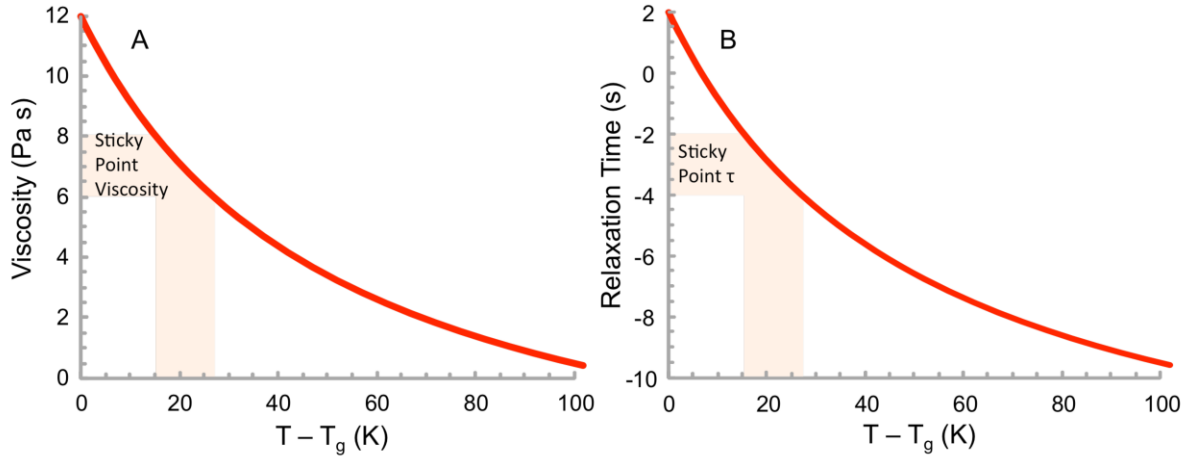 A
Viscosity (Pa s)
12
10
8
6
4
2
0
Sticky
Point
Viscosity
0 20 40 60 80 100
T – Tg (K)
B
Relaxation Time (s)
2
0
-2
-4
-6
-8
-10
Sticky
Point τ
0 20 40 60 80 100
T – Tg (K)